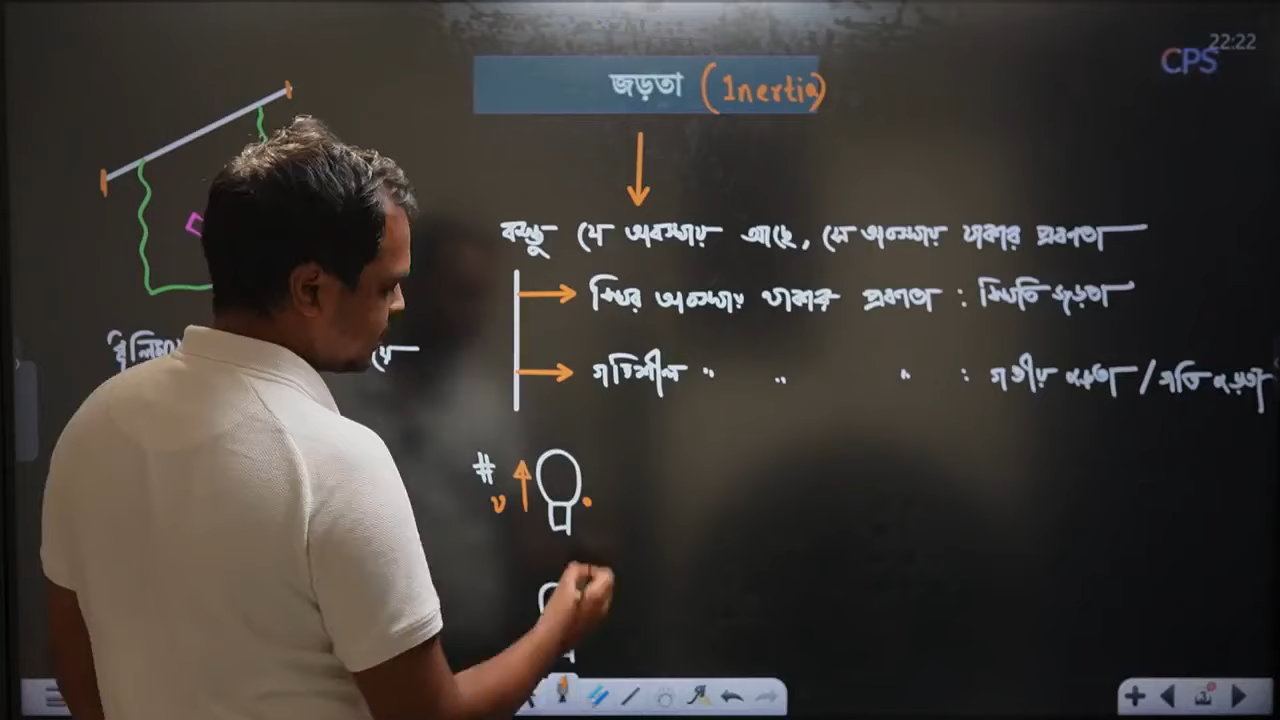 22:22
CPS
জড়তা (Inertia)
বস্তু যে অবস্থায় আছে, সে অবস্থায় থাকার প্রবণতা
স্থির অবস্থায় থাকার প্রবণতা : স্থিতি জড়তা
গতিশীল " " " : গতীয় জড়তা / গতি জড়তা
# v